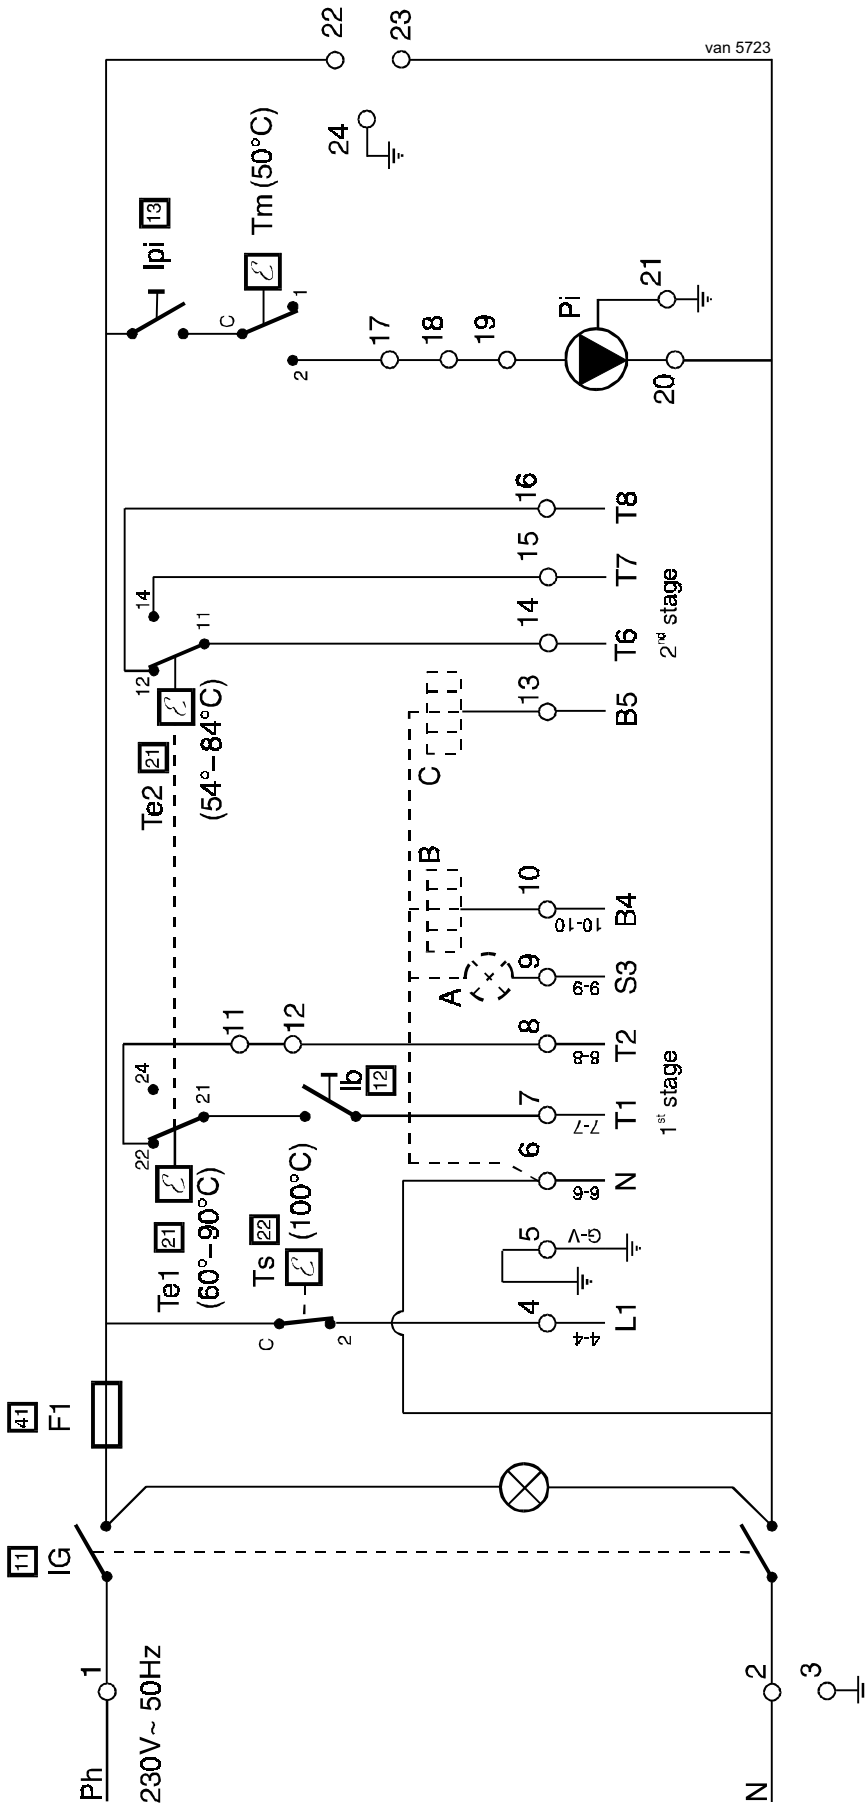 van 5723
22
23
24
13
Ipi
Tm (50°C)
C
1
2
17
18
19
Pi
21
20
16
T8
15
T7
14
T6
2nd stage
14
11
12
21
Te2
(54°–84°C)
13
B5
C
B
10
10-10
B4
A
9
9-9
S3
11
12
8
8-8
T2
24
21
22
Ib
12
7
7-7
T1
1st stage
21
Te1
(60°–90°C)
22
Ts
(100°C)
6
6-6
N
5
G-V
C
2
4
4-4
L1
41
F1
11
IG
1
Ph
230V~ 50Hz
2
3
N